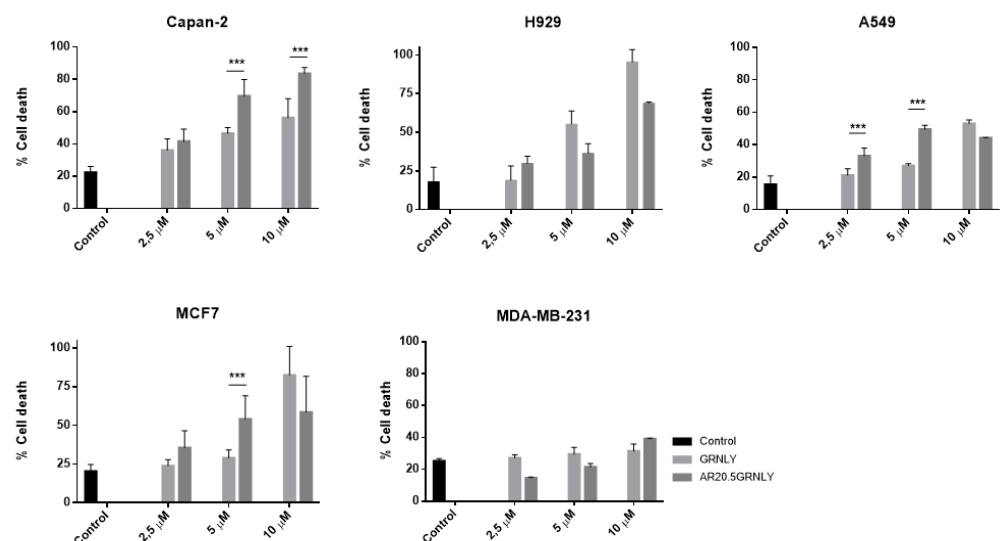 Capan-2
% Cell death
100
80
60
40
20
0
***
***
Control
2,5 µM
5 µM
10 µM
H929
% Cell death
100
75
50
25
0
Control
2,5 µM
5 µM
10 µM
A549
% Cell death
100
80
60
40
20
0
***
***
Control
2,5 µM
5 µM
10 µM
MCF7
% Cell death
100
75
50
25
0
***
Control
2,5 µM
5 µM
10 µM
MDA-MB-231
% Cell death
100
80
60
40
20
0
Control
2,5 µM
5 µM
10 µM
Control
GRNLY
AR20.5GRNLY